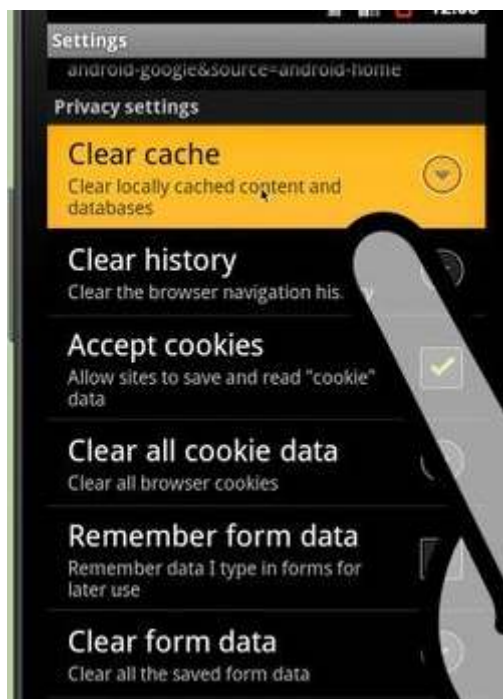 Settings
android-google&source=android-home
Privacy settings
Clear cache
Clear locally cached content and
databases
Clear history
Clear the browser navigation his
Accept cookies
Allow sites to save and read "cookie"
data
Clear all cookie data
Clear all browser cookies
Remember form data
Remember data I type in forms for
later use
Clear form data
Clear all the saved form data